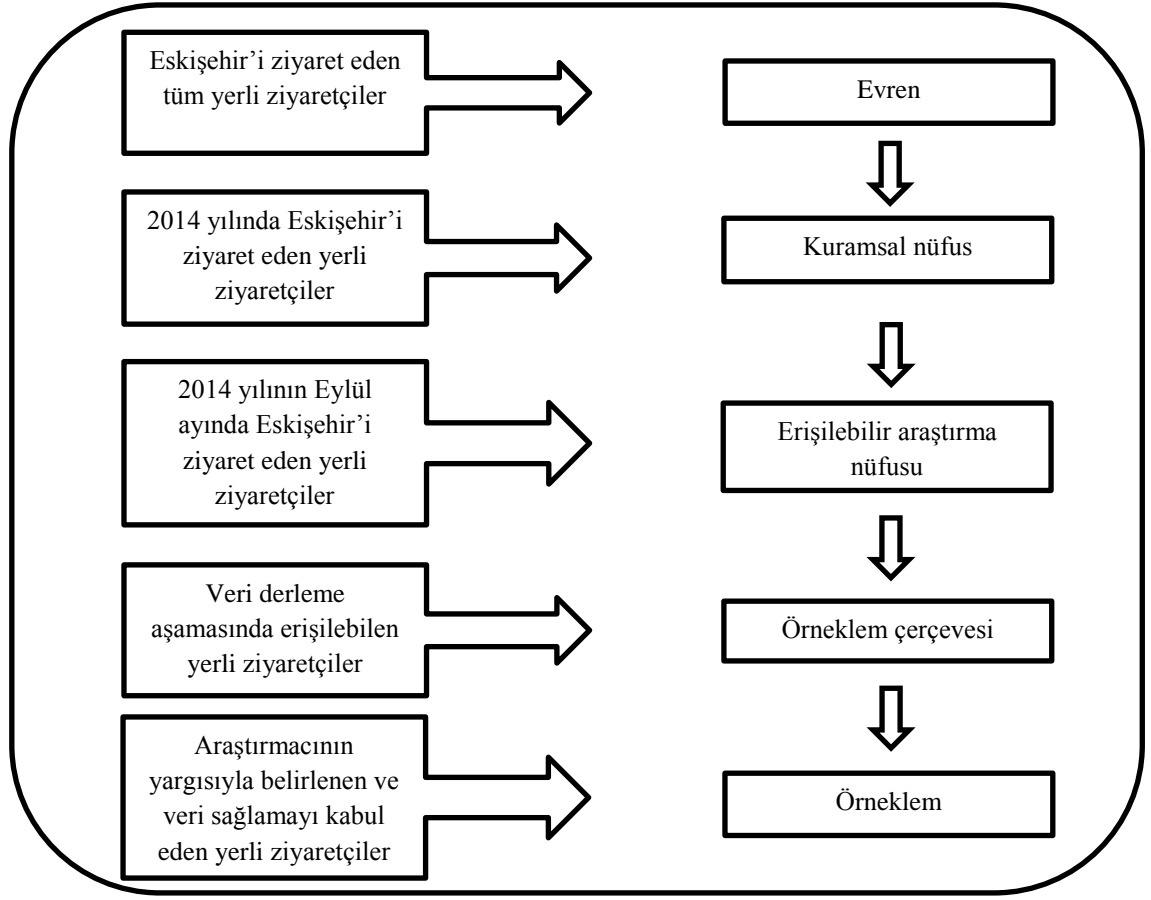 Eskişehir’i ziyaret eden
tüm yerli ziyaretçiler
Evren
2014 yılında Eskişehir’i
ziyaret eden yerli
ziyaretçiler
Kuramsal nüfus
2014 yılının Eylül
ayında Eskişehir’i
ziyaret eden yerli
ziyaretçiler
Erişilebilir araştırma
nüfusu
Veri derleme
aşamasında erişilebilen
yerli ziyaretçiler
Örneklem çerçevesi
Araştırmacının
yargısıyla belirlenen ve
veri sağlamayı kabul
eden yerli ziyaretçiler
Örneklem